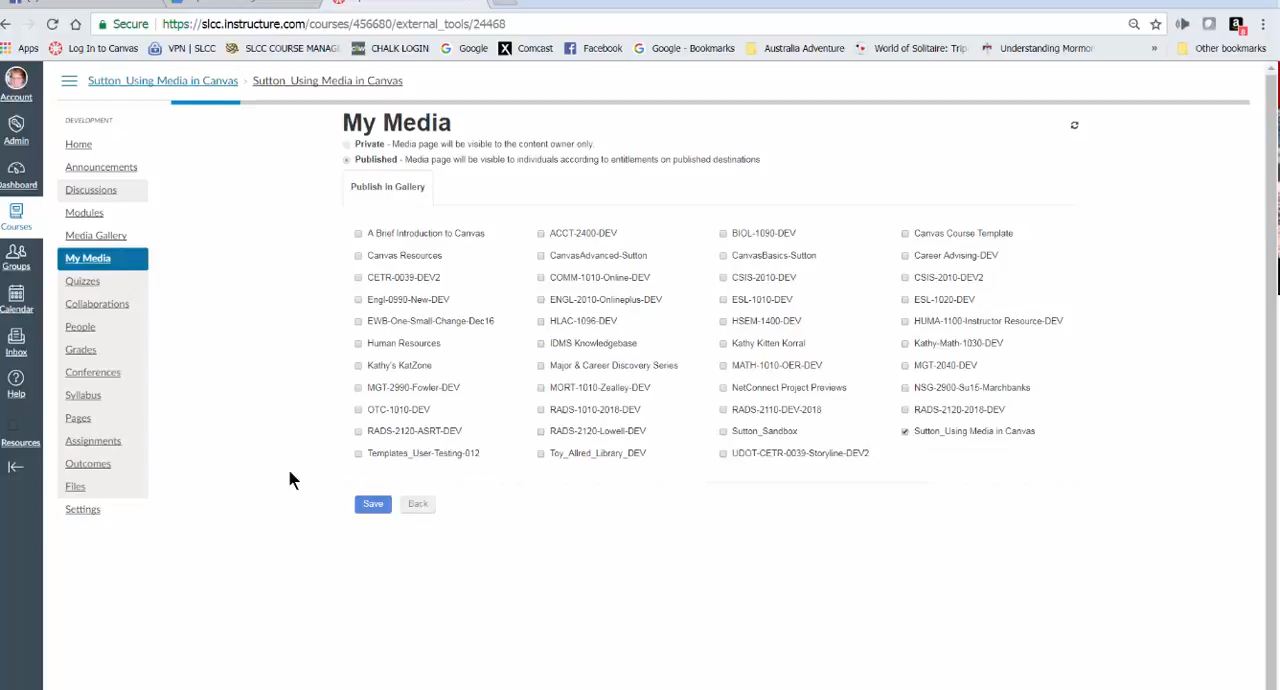 Secure https://slcc.instructure.com/courses/456680/external_tools/24468
Apps Log In to Canvas VPN | SLCC SLCC COURSE MANAG CHALK LOGIN Google Comcast Facebook Google - Bookmarks Australia Adventure World of Solitaire: Trip Understanding Mormon » Other bookmarks
Sutton_Using Media in Canvas › Sutton_Using Media in Canvas
Account
Admin
Dashboard
Courses
Groups
Calendar
Inbox
Help
Resources
DEVELOPMENT
Home
Announcements
Discussions
Modules
Media Gallery
My Media
Quizzes
Collaborations
People
Grades
Conferences
Syllabus
Pages
Assignments
Outcomes
Files
Settings
My Media
Private - Media page will be visible to the content owner only.
Published - Media page will be visible to individuals according to entitlements on published destinations
Publish in Gallery
A Brief Introduction to Canvas ACCT-2400-DEV BIOL-1090-DEV Canvas Course Template
Canvas Resources CanvasAdvanced-Sutton CanvasBasics-Sutton Career Advising-DEV
CETR-0039-DEV2 COMM-1010-Online-DEV CSIS-2010-DEV CSIS-2010-DEV2
Engl-0990-New-DEV ENGL-2010-Onlineplus-DEV ESL-1010-DEV ESL-1020-DEV
EWB-One-Small-Change-Dec16 HLAC-1096-DEV HSEM-1400-DEV HUMA-1100-Instructor Resource-DEV
Human Resources IDMS Knowledgebase Kathy Kitten Korral Kathy-Math-1030-DEV
Kathy's KatZone Major & Career Discovery Series MATH-1010-OER-DEV MGT-2040-DEV
MGT-2990-Fowler-DEV MORT-1010-Zealley-DEV NetConnect Project Previews NSG-2900-Su15-Marchbanks
OTC-1010-DEV RADS-1010-2018-DEV RADS-2110-DEV-2018 RADS-2120-2018-DEV
RADS-2120-ASRT-DEV RADS-2120-Lowell-DEV Sutton_Sandbox Sutton_Using Media in Canvas
Templates_User-Testing-012 Toy_Allred_Library_DEV UDOT-CETR-0039-Storyline-DEV2
Save Back